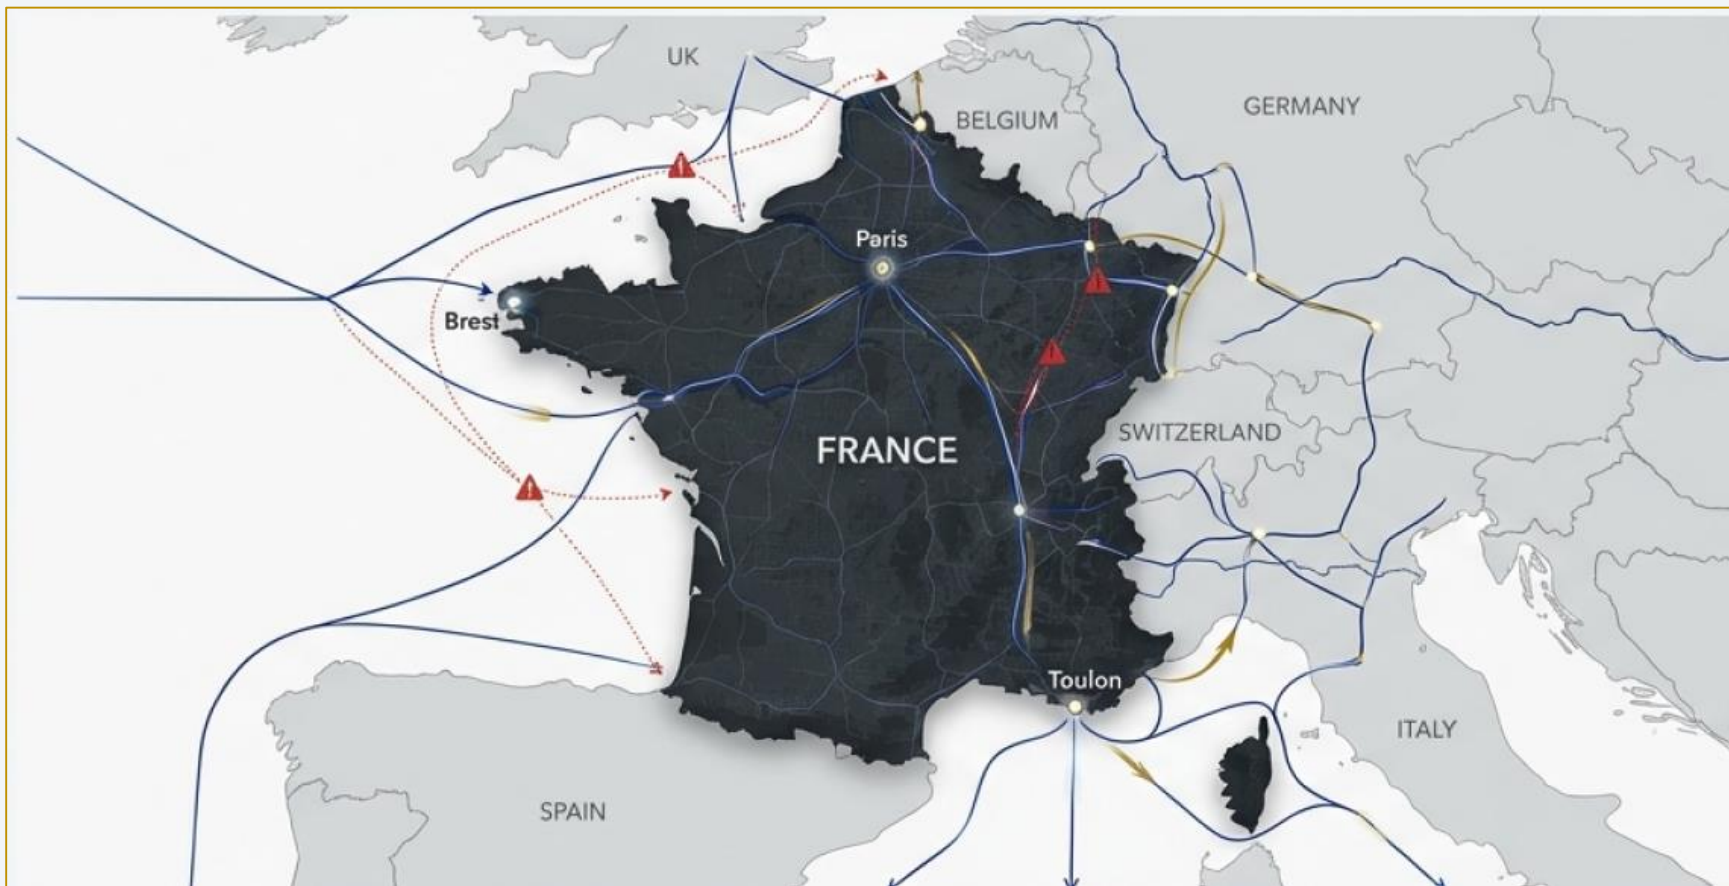 UK
GERMANY
BELGIUM
Paris
Brest
SWITZERLAND
FRANCE
Toulon
ITALY
SPAIN